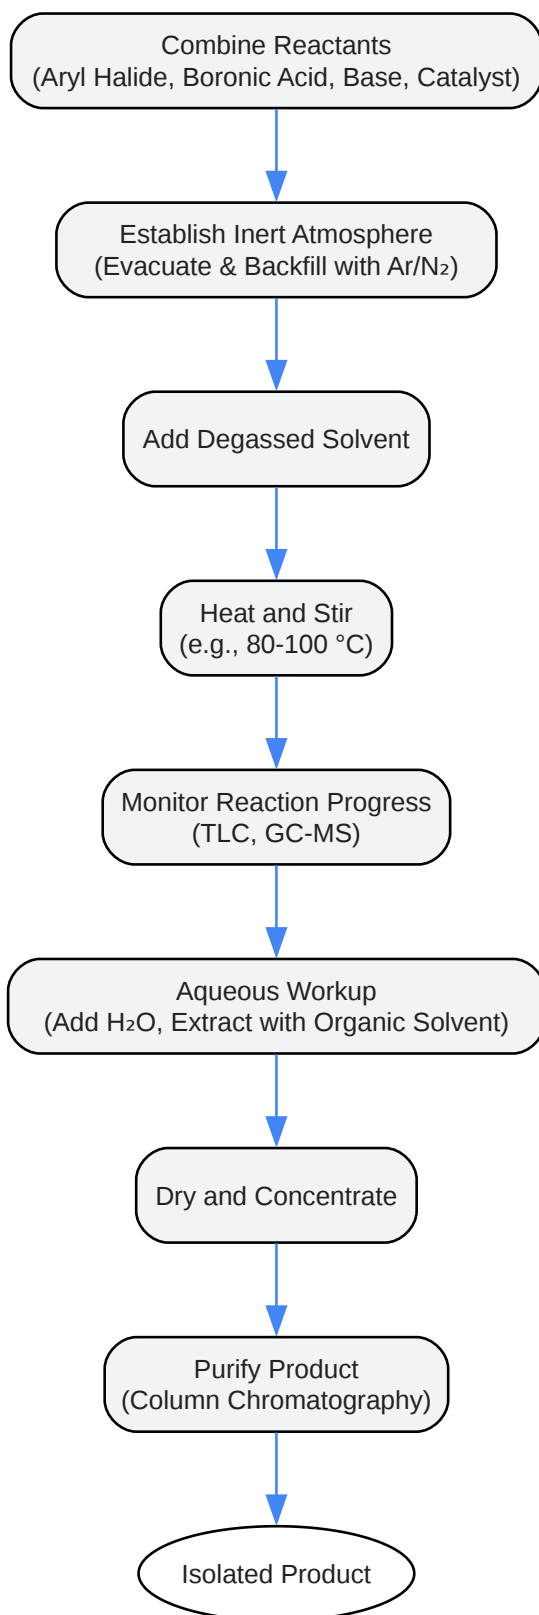 Combine Reactants
(Aryl Halide, Boronic Acid, Base, Catalyst)
Establish Inert Atmosphere
(Evacuate & Backfill with Ar/N₂)
Add Degassed Solvent
Heat and Stir
(e.g., 80-100 °C)
Monitor Reaction Progress
(TLC, GC-MS)
Aqueous Workup
(Add H₂O, Extract with Organic Solvent)
Dry and Concentrate
Purify Product
(Column Chromatography)
Isolated Product